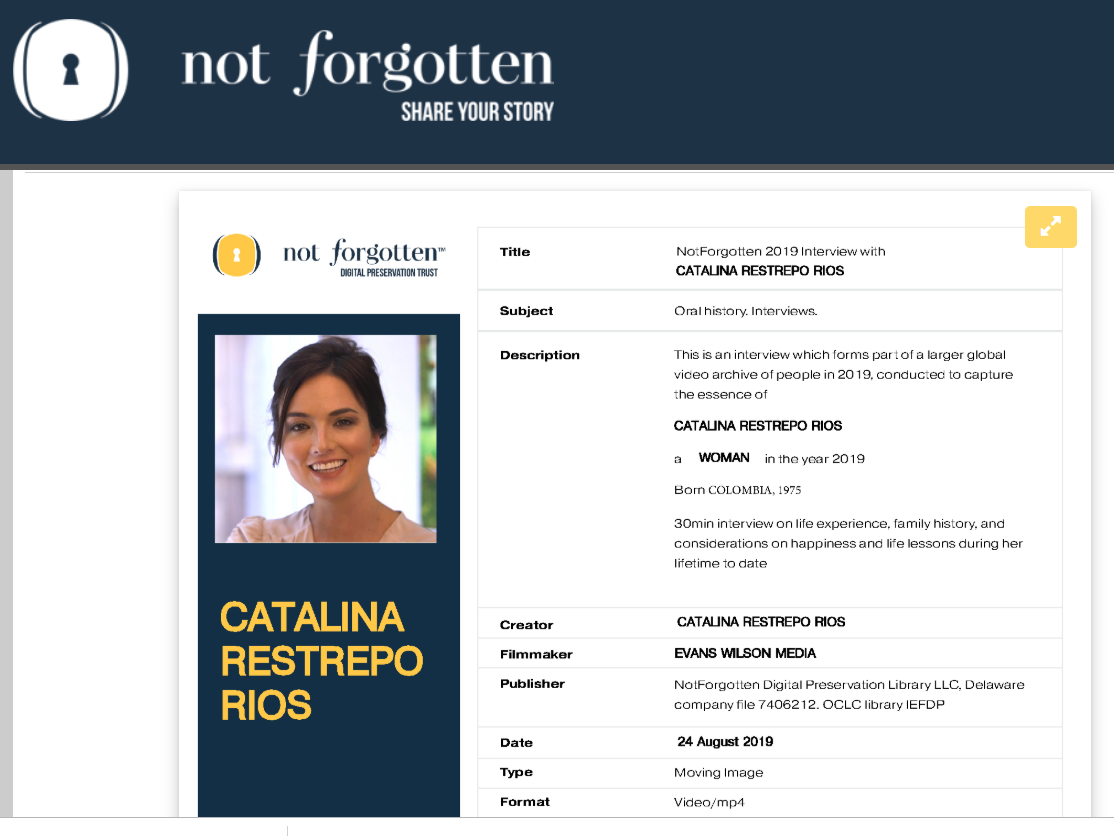 not forgotten
SHARE YOUR STORY
not forgotten™
DIGITAL PRESERVATION TRUST
CATALINA
RESTREPO
RIOS
Title NotForgotten 2019 Interview with
CATALINA RESTREPO RIOS
Subject Oral history. Interviews.
Description This is an interview which forms part of a larger global
video archive of people in 2019, conducted to capture
the essence of
CATALINA RESTREPO RIOS
a WOMAN in the year 2019
Born COLOMBIA, 1975
30min interview on life experience, family history, and
considerations on happiness and life lessons during her
lifetime to date
Creator CATALINA RESTREPO RIOS
Filmmaker EVANS WILSON MEDIA
Publisher NotForgotten Digital Preservation Library LLC, Delaware
company file 7406212. OCLC library IEFDP
Date 24 August 2019
Type Moving Image
Format Video/mp4